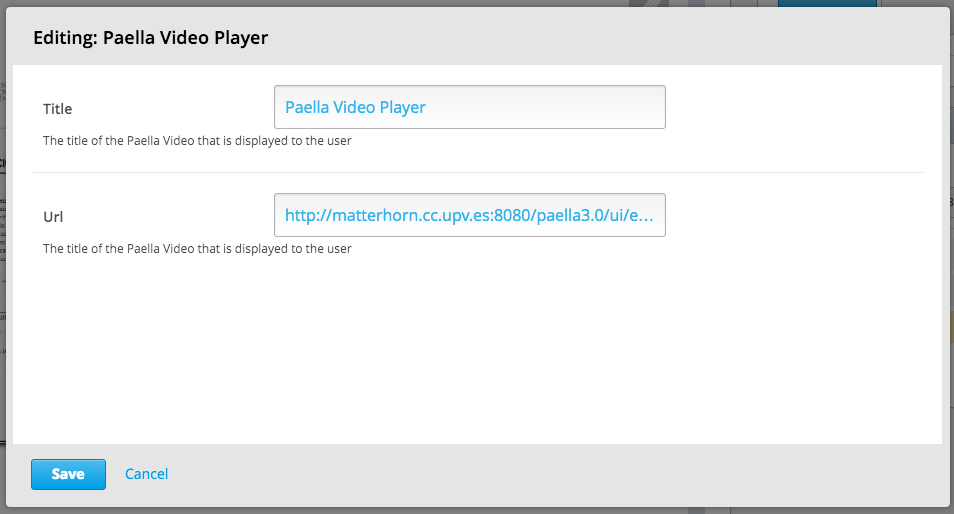 Editing: Paella Video Player
Title
Paella Video Player
The title of the Paella Video that is displayed to the user
Url
http://matterhorn.cc.upv.es:8080/paella3.0/ui/e...
The title of the Paella Video that is displayed to the user
Save
Cancel